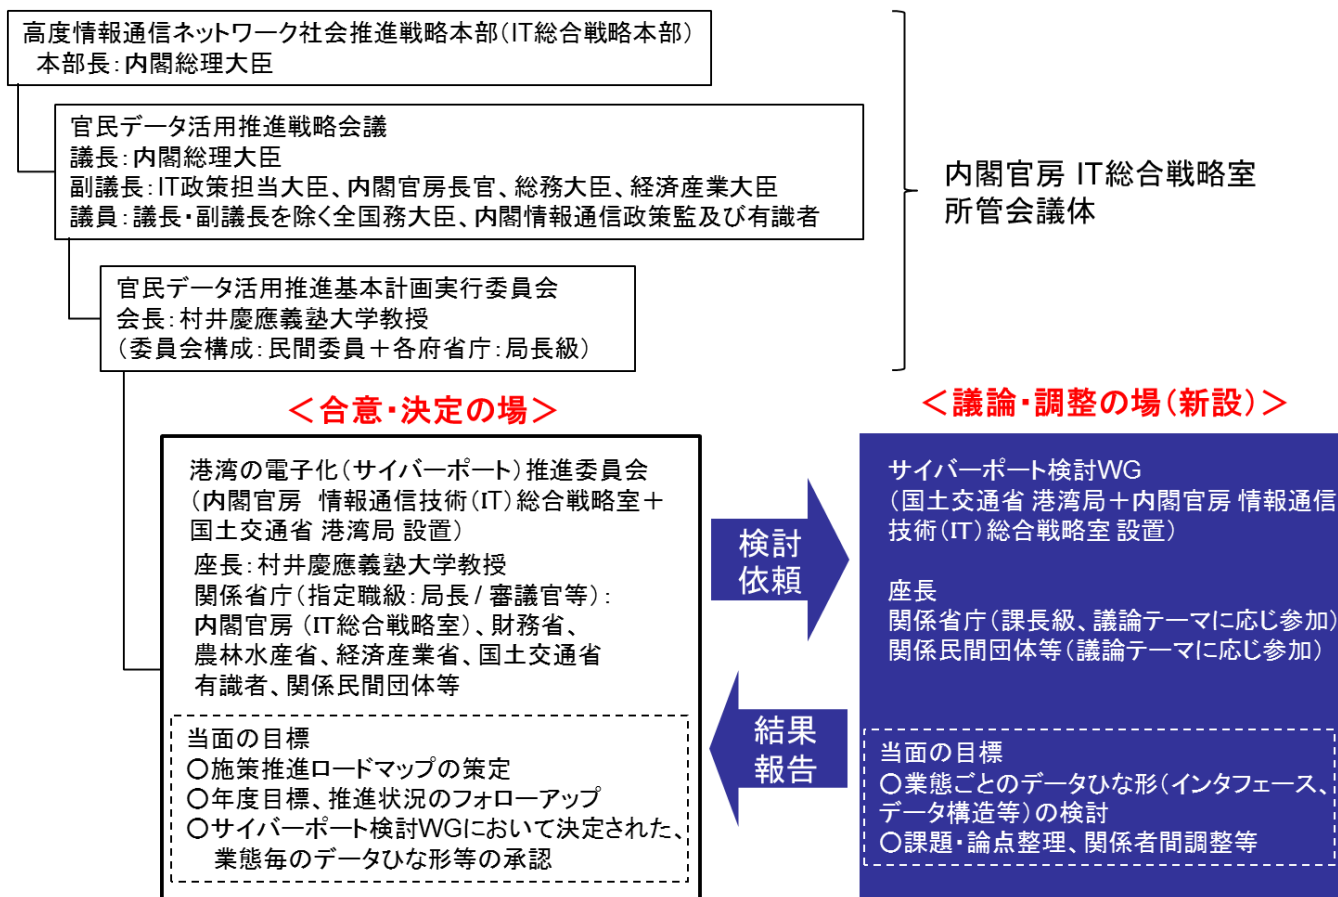 高度情報通信ネットワーク社会推進戦略本部(IT総合戦略本部)
本部長:内閣総理大臣
官民データ活用推進戦略会議
議長:内閣総理大臣
副議長:IT政策担当大臣、内閣官房長官、総務大臣、経済産業大臣
議員:議長・副議長を除く全国務大臣、内閣情報通信政策監及び有識者
内閣官房 IT総合戦略室
所管会議体
官民データ活用推進基本計画実行委員会
会長:村井慶應義塾大学教授
(委員会構成:民間委員+各府省庁:局長級)
<合意・決定の場>
港湾の電子化(サイバーポート)推進委員会
(内閣官房 情報通信技術(IT)総合戦略室+
国土交通省 港湾局 設置)
座長:村井慶應義塾大学教授
関係省庁(指定職級:局長/審議官等):
内閣官房(IT総合戦略室)、財務省、
農林水産省、経済産業省、国土交通省
有識者、関係民間団体等
当面の目標
○施策推進ロードマップの策定
○年度目標、推進状況のフォローアップ
○サイバーポート検討WGにおいて決定された、
業態毎のデータひな形等の承認
検討
依頼
結果
報告
<議論・調整の場(新設)>
サイバーポート検討WG
(国土交通省 港湾局+内閣官房 情報通信
技術(IT)総合戦略室 設置)
座長
関係省庁(課長級、議論テーマに応じ参加)
関係民間団体等(議論テーマに応じ参加)
当面の目標
○業態ごとのデータひな形(インタフェース、
データ構造等)の検討
○課題・論点整理、関係者間調整等